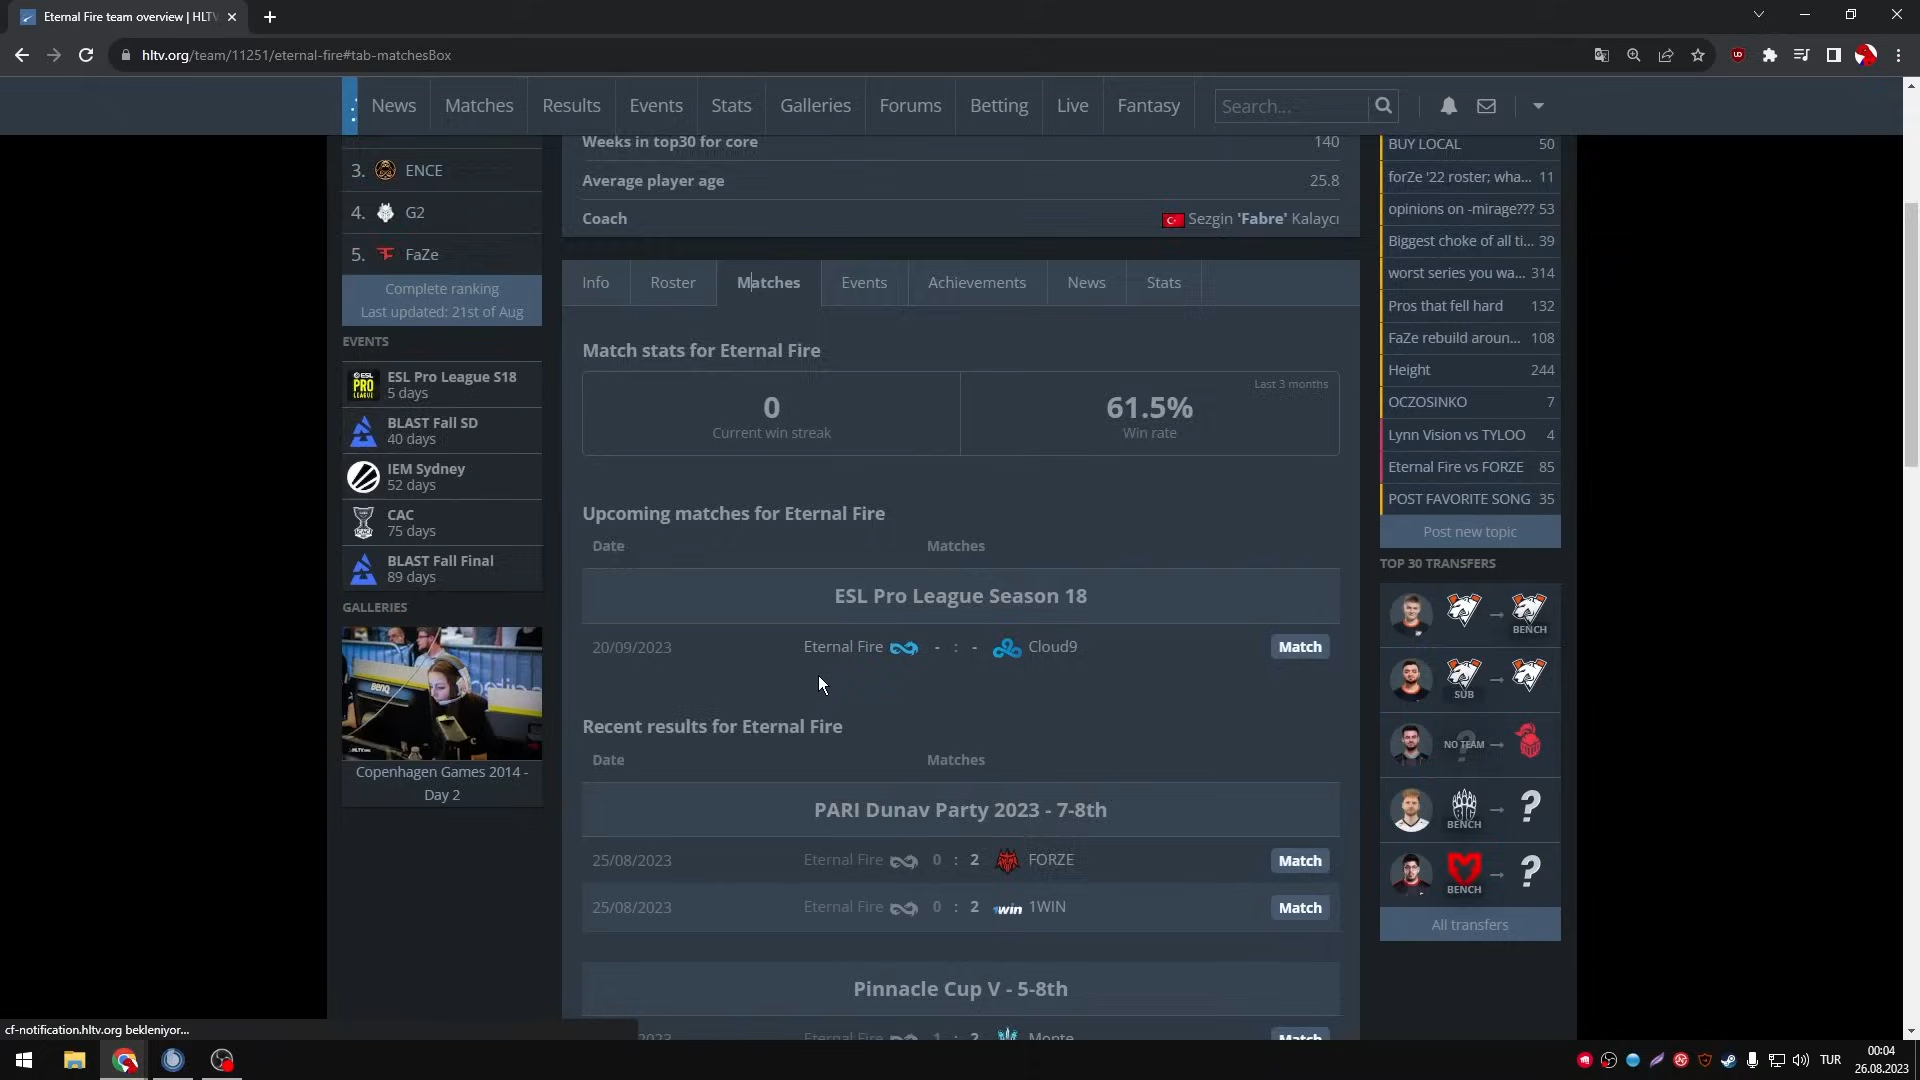 Eternal Fire team overview | HLTV
hltv.org/team/11251/eternal-fire#tab-matchesBox
News
Matches
Results
Events
Stats
Galleries
Forums
Betting
Live
Fantasy
Search...
3. ENCE
4. G2
5. FaZe
Complete ranking
Last updated: 21st of Aug
EVENTS
ESL Pro League S18
5 days
BLAST Fall SD
40 days
IEM Sydney
52 days
CAC
75 days
BLAST Fall Final
89 days
GALLERIES
BenQ
Copenhagen Games 2014 -
Day 2
Weeks in top30 for core 140
Average player age 25.8
Coach Sezgin 'Fabre' Kalaycı
Info Roster Matches Events Achievements News Stats
Match stats for Eternal Fire
Last 3 months
0 61.5%
Current win streak Win rate
Upcoming matches for Eternal Fire
Date Matches
ESL Pro League Season 18
20/09/2023 Eternal Fire - : - Cloud9 Match
Recent results for Eternal Fire
Date Matches
PARI Dunav Party 2023 - 7-8th
25/08/2023 Eternal Fire 0 : 2 FORZE Match
25/08/2023 Eternal Fire 0 : 2 1win 1WIN Match
Pinnacle Cup V - 5-8th
2023 Eternal Fire 1 : 2 Monte Match
BUY LOCAL 50
forZe '22 roster; wha... 11
opinions on -mirage??? 53
Biggest choke of all ti... 39
worst series you wa... 314
Pros that fell hard 132
FaZe rebuild aroun... 108
Height 244
OCZOSINKO 7
Lynn Vision vs TYLOO 4
Eternal Fire vs FORZE 85
POST FAVORITE SONG 35
Post new topic
TOP 30 TRANSFERS
BENCH
SUB
NO TEAM
BENCH ?
BENCH ?
All transfers
cf-notification.hltv.org bekleniyor...
TUR
00:04
26.08.2023